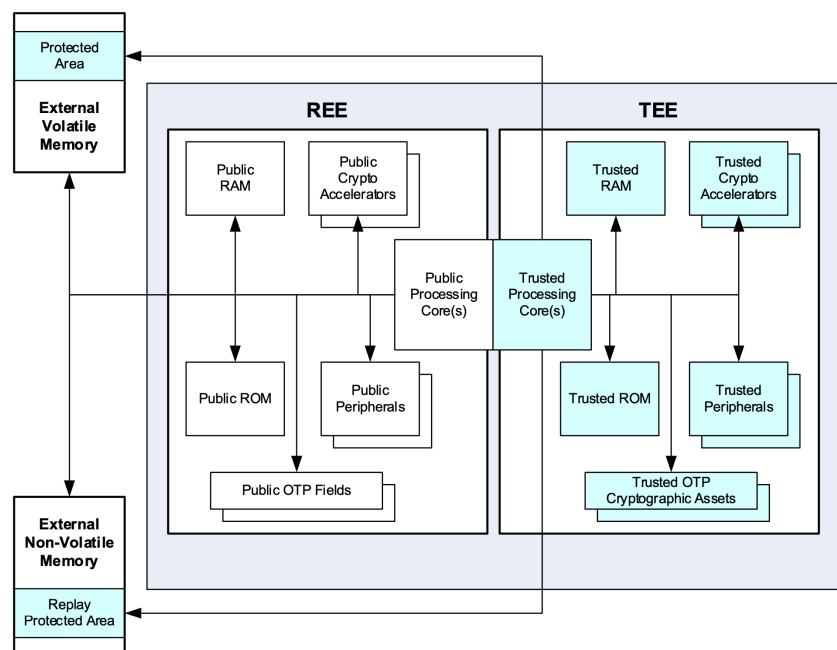 Protected
Area
External
Volatile
Memory
REE
TEE
Public
RAM
Public
Crypto
Accelerators
Trusted
RAM
Trusted
Crypto
Accelerators
Public
Processing
Core(s)
Trusted
Processing
Core(s)
Public ROM
Public
Peripherals
Trusted ROM
Trusted
Peripherals
Public OTP Fields
Trusted OTP
Cryptographic Assets
External
Non-Volatile
Memory
Replay
Protected Area